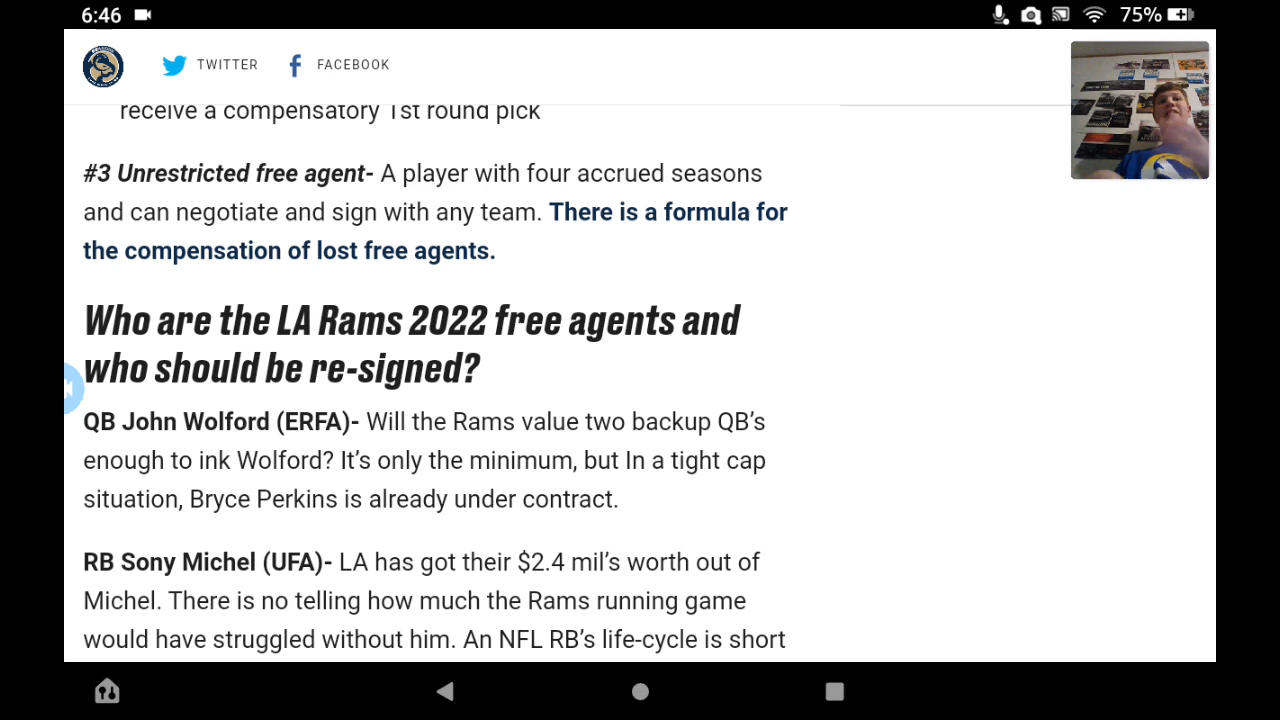 6:46
75%
TWITTER
FACEBOOK
receive a compensatory 1st round pick
#3 Unrestricted free agent- A player with four accrued seasons
and can negotiate and sign with any team. There is a formula for
the compensation of lost free agents.
Who are the LA Rams 2022 free agents and
who should be re-signed?
QB John Wolford (ERFA)- Will the Rams value two backup QB’s
enough to ink Wolford? It’s only the minimum, but In a tight cap
situation, Bryce Perkins is already under contract.
RB Sony Michel (UFA)- LA has got their $2.4 mil’s worth out of
Michel. There is no telling how much the Rams running game
would have struggled without him. An NFL RB’s life-cycle is short